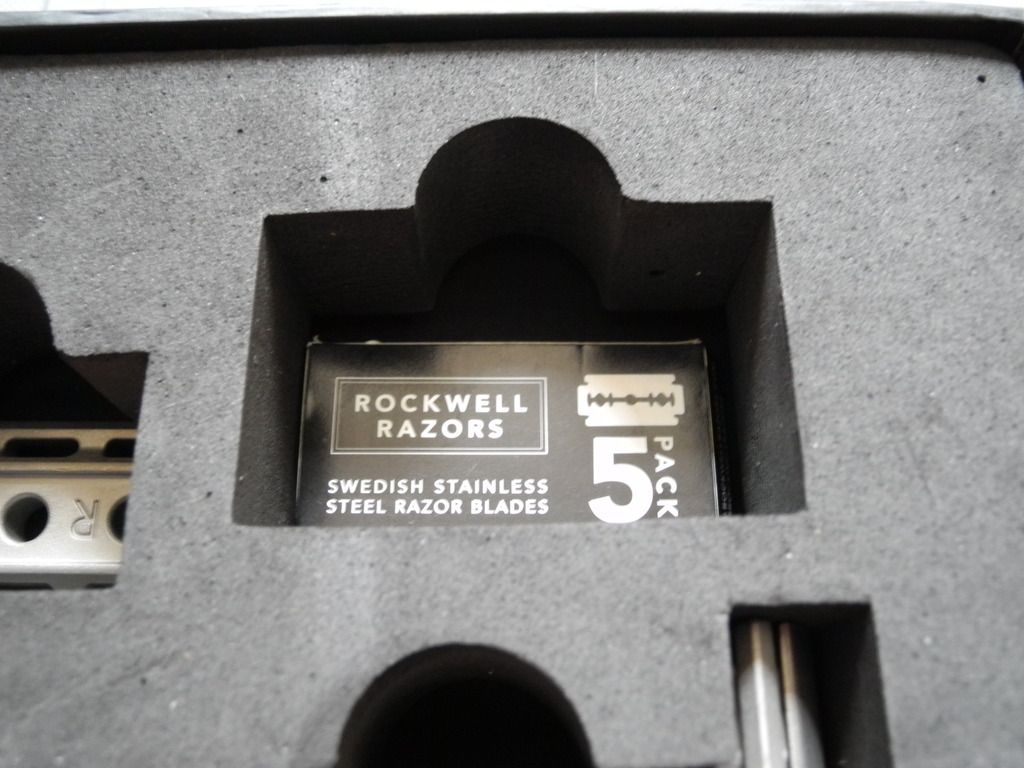 ROCKWELL
RAZORS
SWEDISH STAINLESS
STEEL RAZOR BLADES
5
PACK
R